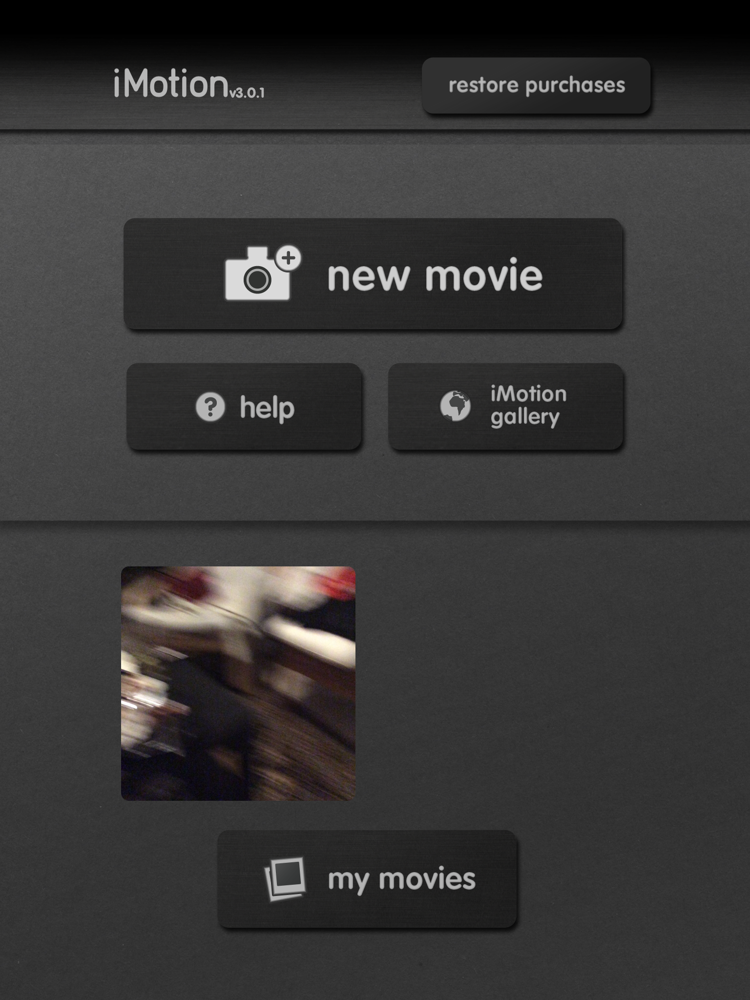 iMotion v3.0.1
restore purchases
new movie
help
iMotion
gallery
my movies